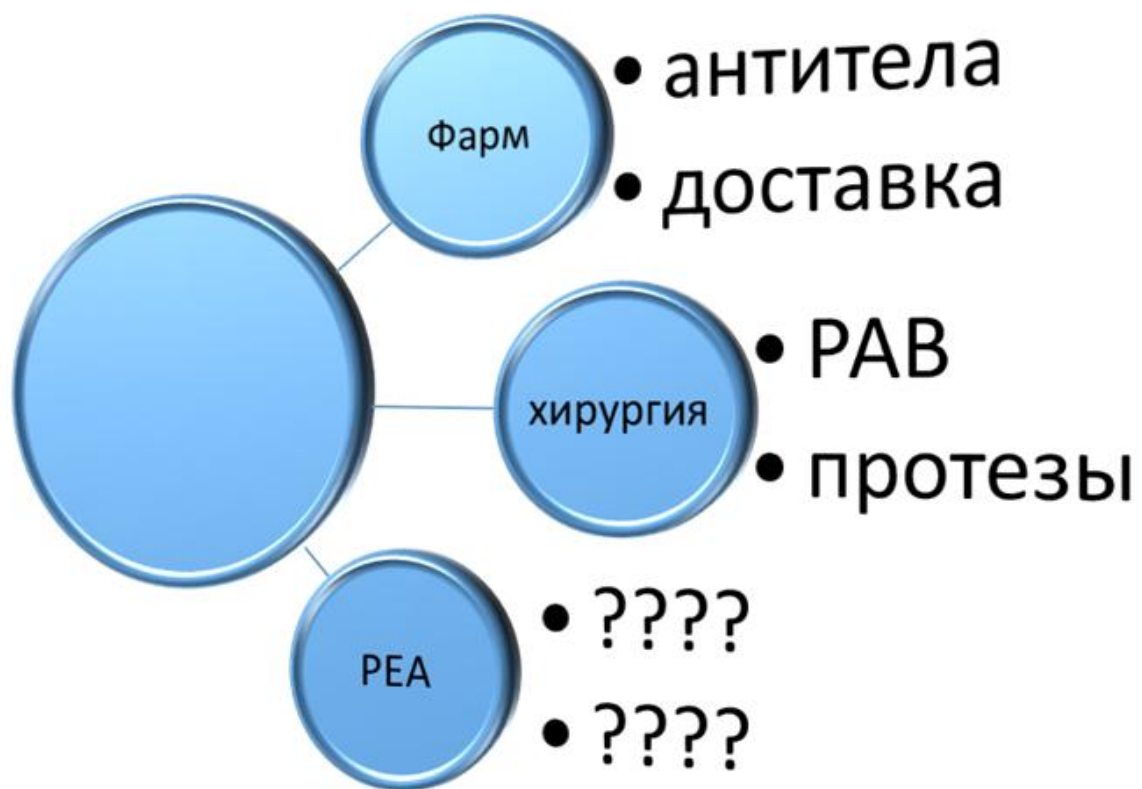 Фарм
• антитела
• доставка
хирургия
• РАВ
• протезы
РЕА
• ????
• ????